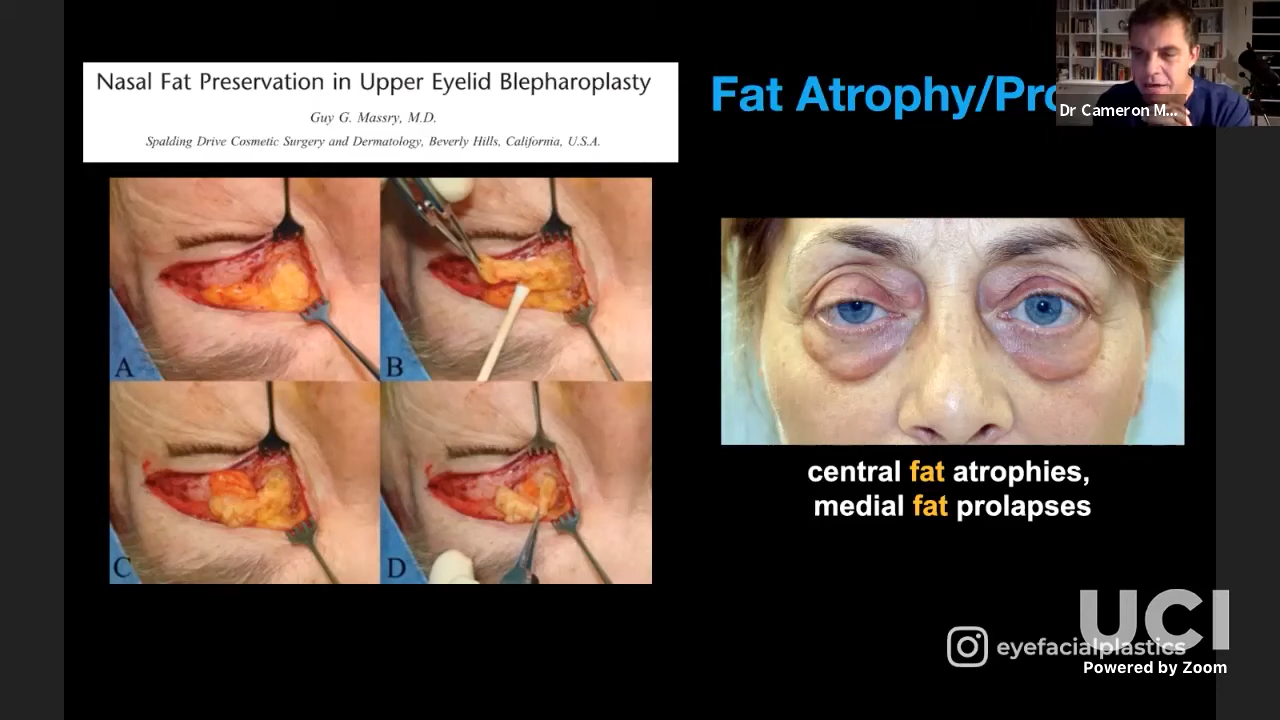 Nasal Fat Preservation in Upper Eyelid Blepharoplasty
Guy G. Massry, M.D.
Spalding Drive Cosmetic Surgery and Dermatology, Beverly Hills, California, U.S.A.
Fat Atrophy/Pro
Dr Cameron M...
A
B
C
D
central fat atrophies,
medial fat prolapses
UCI
eyefacialplastics
Powered by Zoom